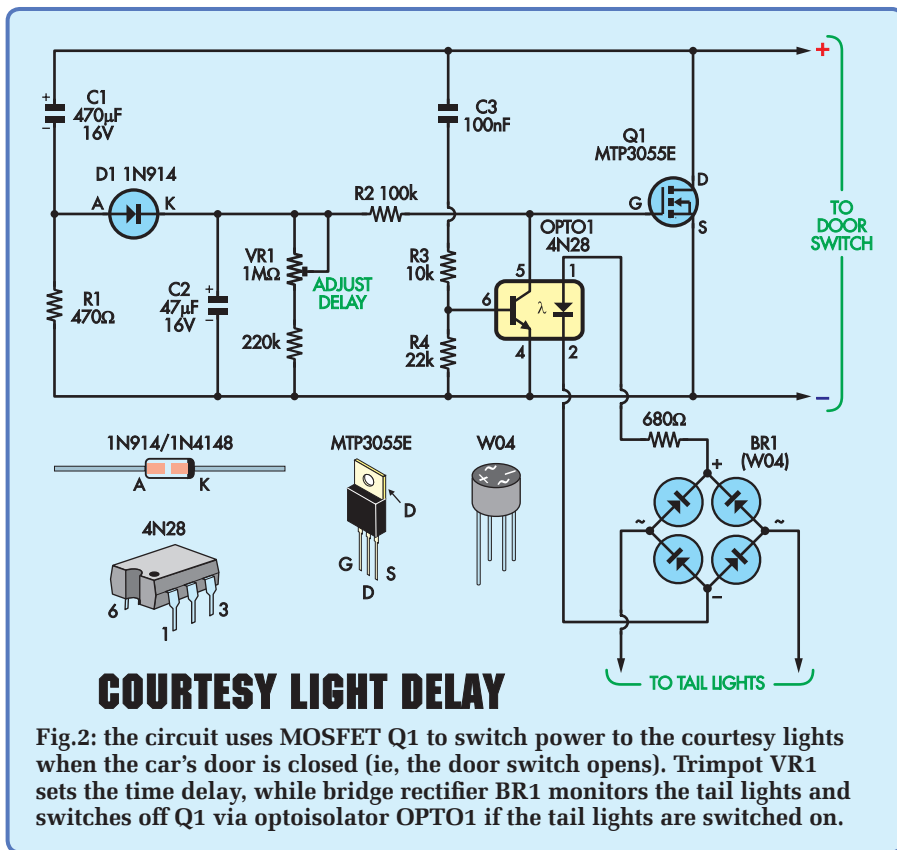 +
C1
470µF
16V
+
–
C3
100nF
Q1
MTP3055E
D
G
S
D1 1N914
A
K
R2 100k
TO
DOOR
SWITCH
OPTO1
4N28
VR1
1MΩ
ADJUST
DELAY
R3
10k
5
1
6
λ
4
2
R1
470Ω
C2
47µF
16V
+
–
220k
R4
22k
–
680Ω
BR1
(W04)
+
~
~
–
TO TAIL LIGHTS
1N914/1N4148
A
K
MTP3055E
D
G
D
S
W04
+
~
~
–
4N28
6
1
3
COURTESY LIGHT DELAY
Fig.2: the circuit uses MOSFET Q1 to switch power to the courtesy lights
when the car's door is closed (ie, the door switch opens). Trimpot VR1
sets the time delay, while bridge rectifier BR1 monitors the tail lights and
switches off Q1 via optoisolator OPTO1 if the tail lights are switched on.